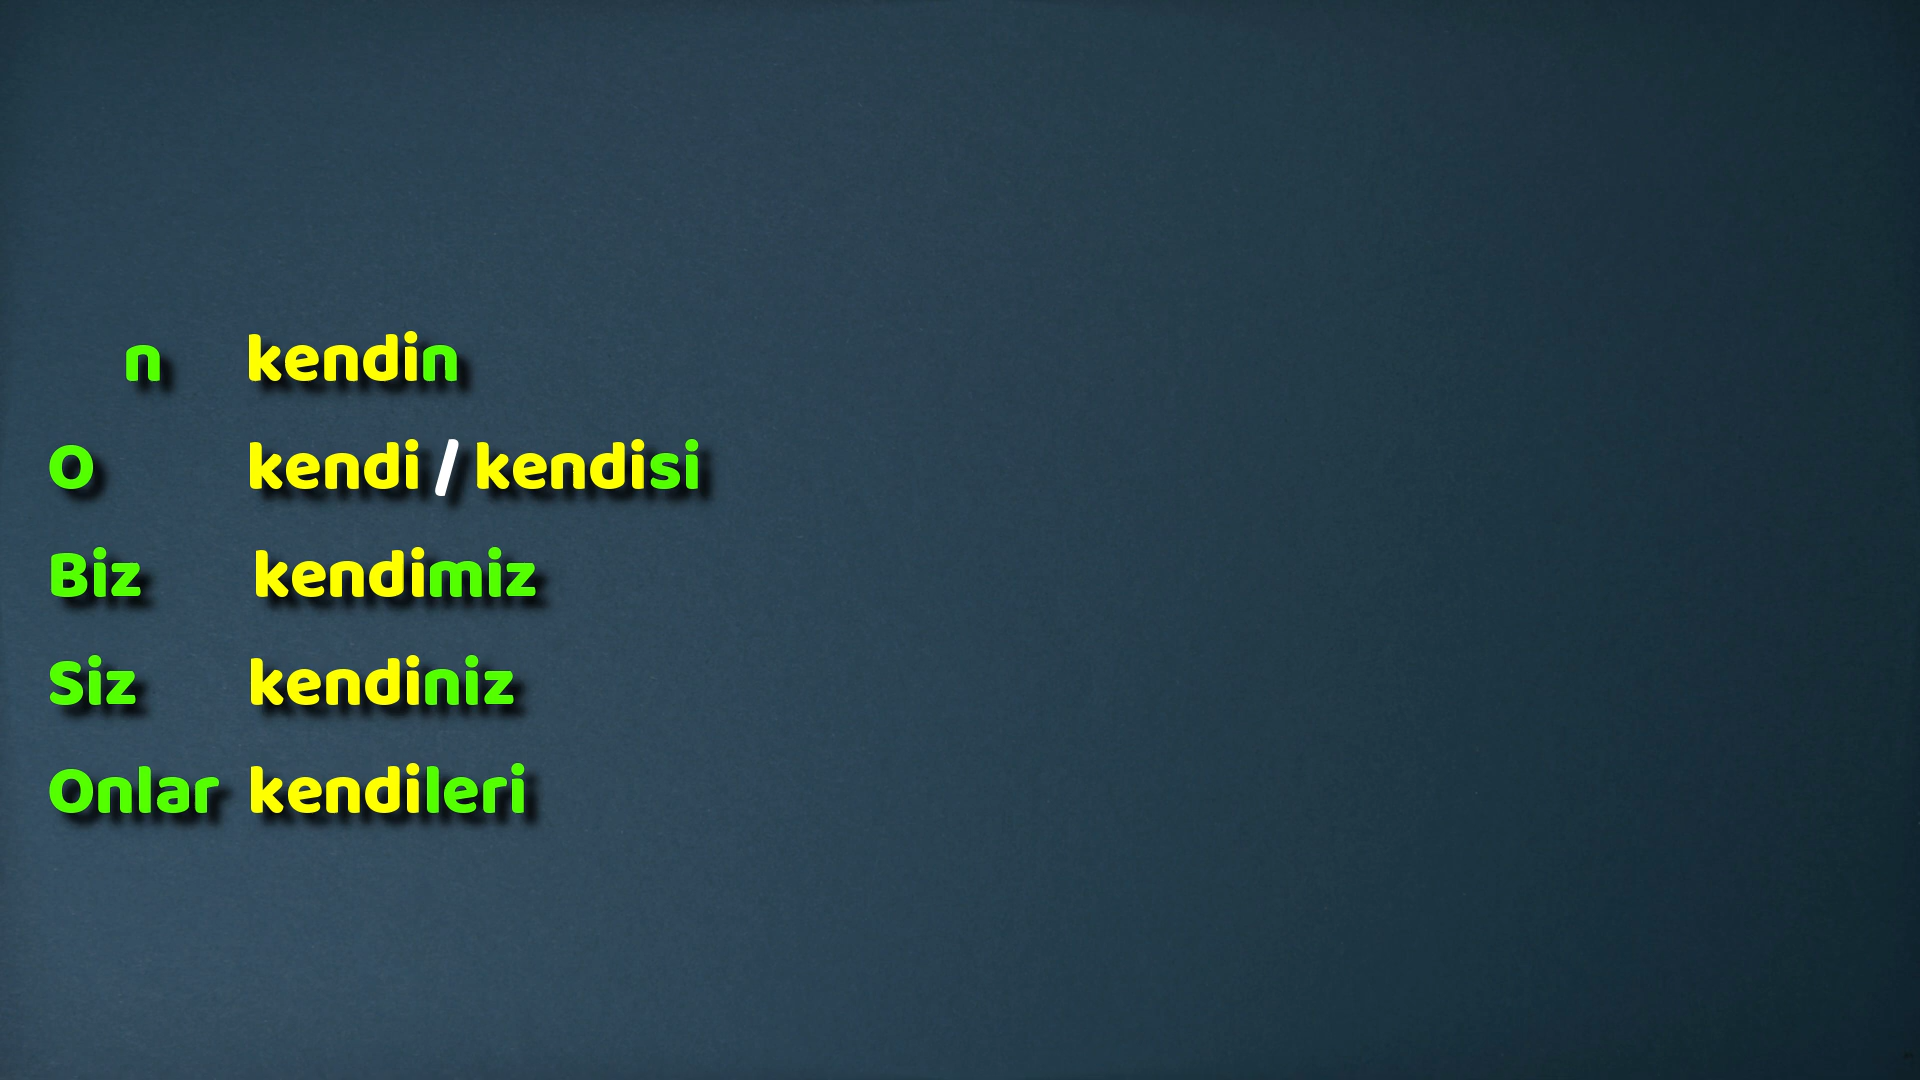 n kendin
O kendi / kendisi
Biz kendimiz
Siz kendiniz
Onlar kendileri